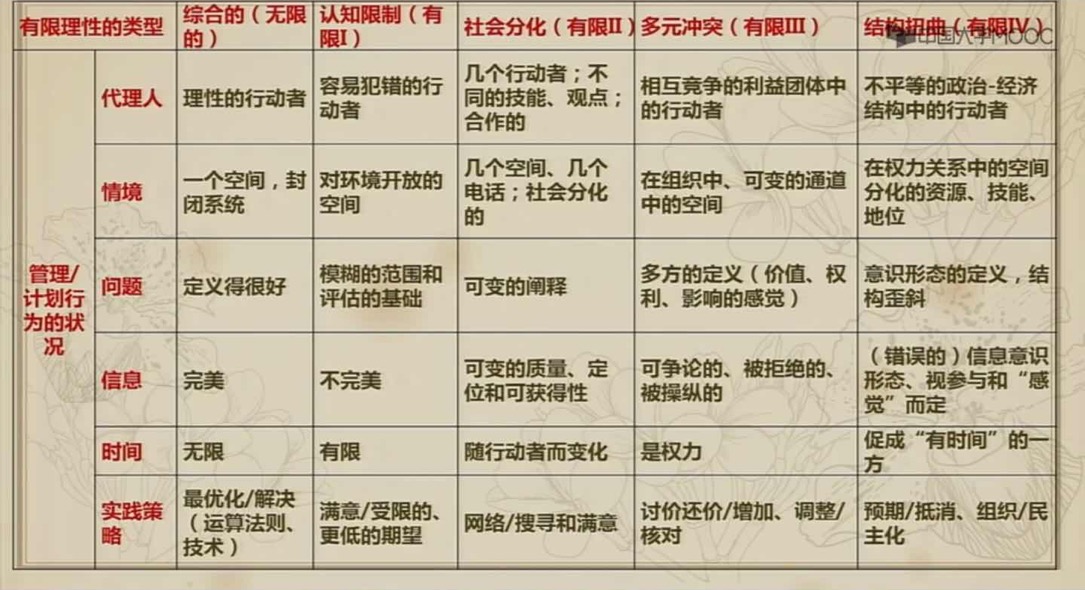 有限理性的类型
综合的（无限
的）
认知限制（有
限I）
社会分化（有限II）
多元冲突（有限III）
结构扭曲（有限IV）
中国大学MOOC
管理/
计划行
为的状
况
代理人
理性的行动者
容易犯错的行
动者
几个行动者；不
同的技能、观点；
合作的
相互竞争的利益团体中
的行动者
不平等的政治-经济
结构中的行动者
情境
一个空间，封
闭系统
对环境开放的
空间
几个空间、几个
电话；社会分化
的
在组织中、可变的通道
中的空间
在权力关系中的空间
分化的资源、技能、
地位
问题
定义得很好
模糊的范围和
评估的基础
可变的阐释
多方的定义（价值、权
利、影响的感觉）
意识形态的定义，结
构歪斜
信息
完美
不完美
可变的质量、定
位和可获得性
可争论的、被拒绝的、
被操纵的
（错误的）信息意识
形态、视参与和“感
觉”而定
时间
无限
有限
随行动者而变化
是权力
促成“有时间”的一
方
实践策
略
最优化/解决
（运算法则、
技术）
满意/受限的、
更低的期望
网络/搜寻和满意
讨价还价/增加、调整/
核对
预期/抵消、组织/民
主化